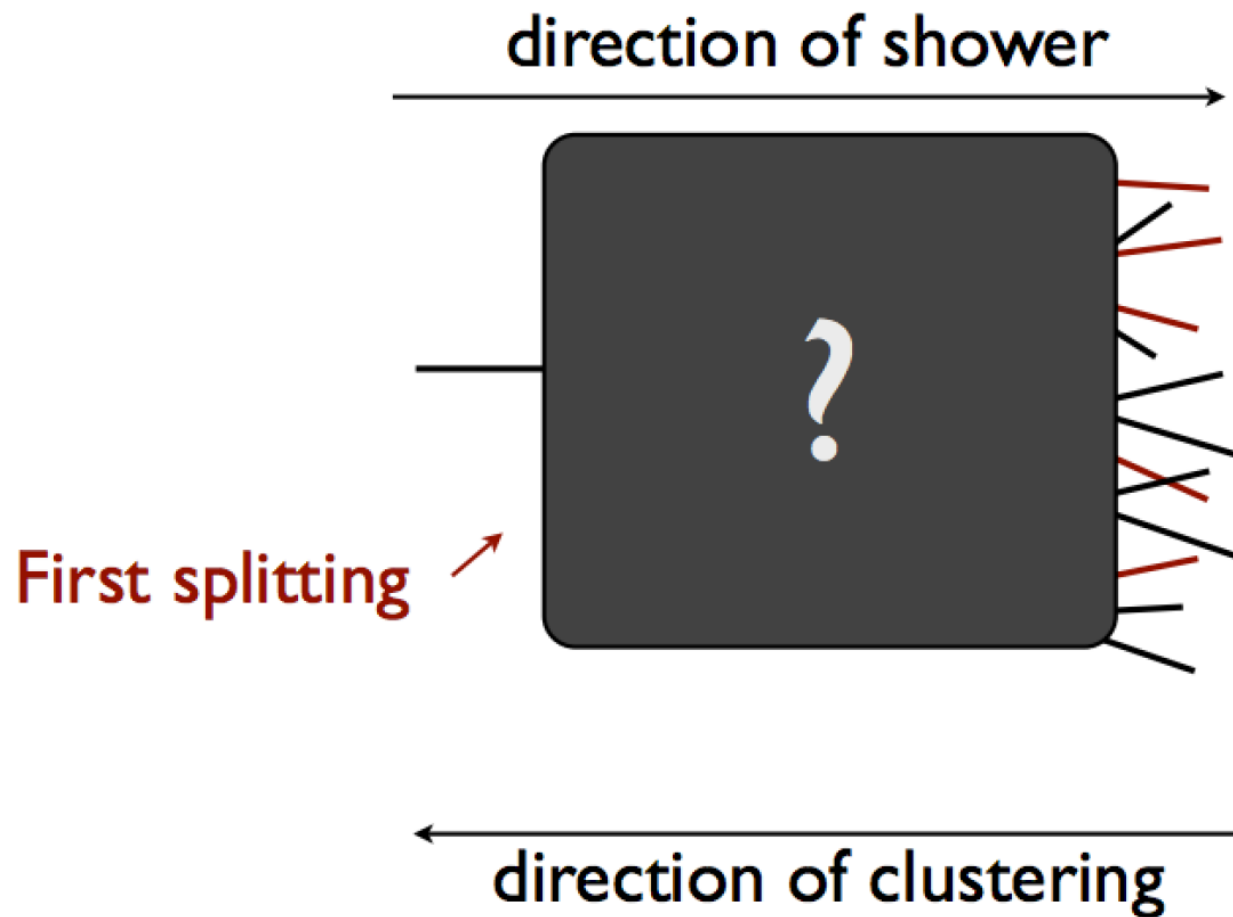 direction of shower
?
First splitting
direction of clustering